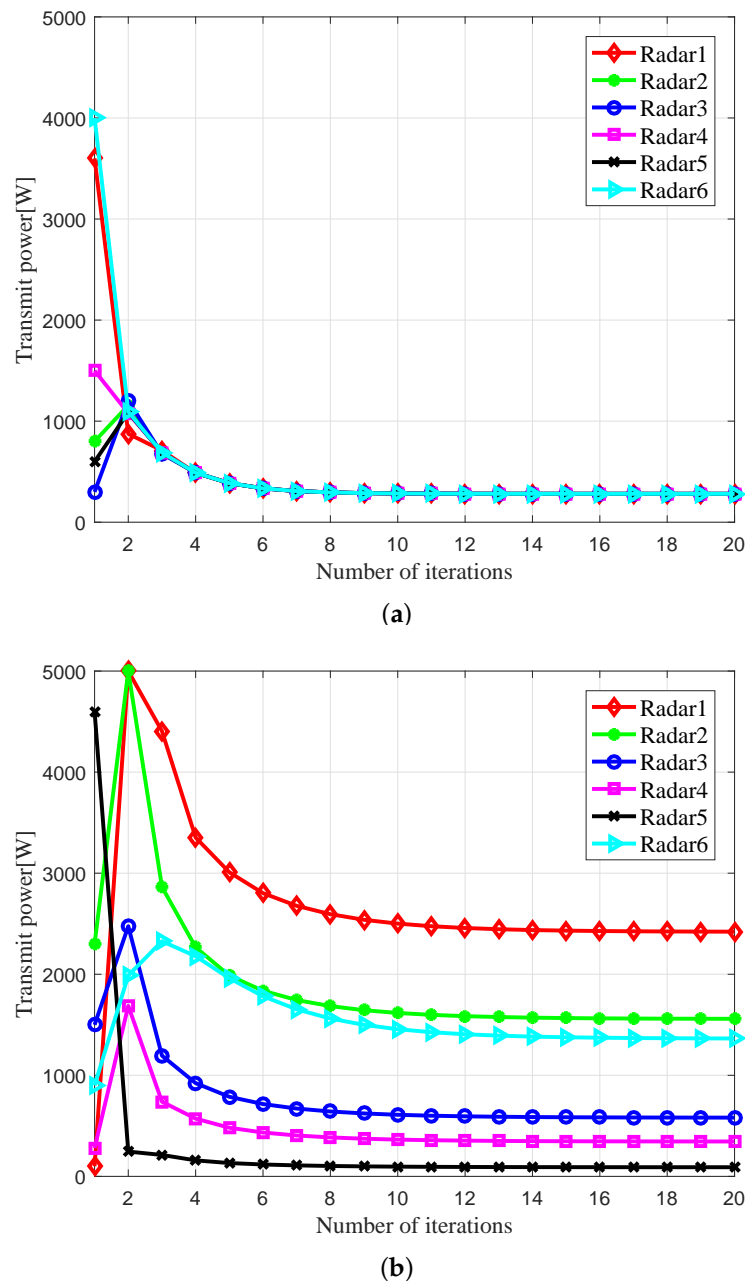 5000
4000
3000
2000
1000
0
Transmit power[W]
Radar1
Radar2
Radar3
Radar4
Radar5
Radar6
2 4 6 8 10 12 14 16 18 20
Number of iterations
(a)
5000
4000
3000
2000
1000
0
Transmit power[W]
Radar1
Radar2
Radar3
Radar4
Radar5
Radar6
2 4 6 8 10 12 14 16 18 20
Number of iterations
(b)